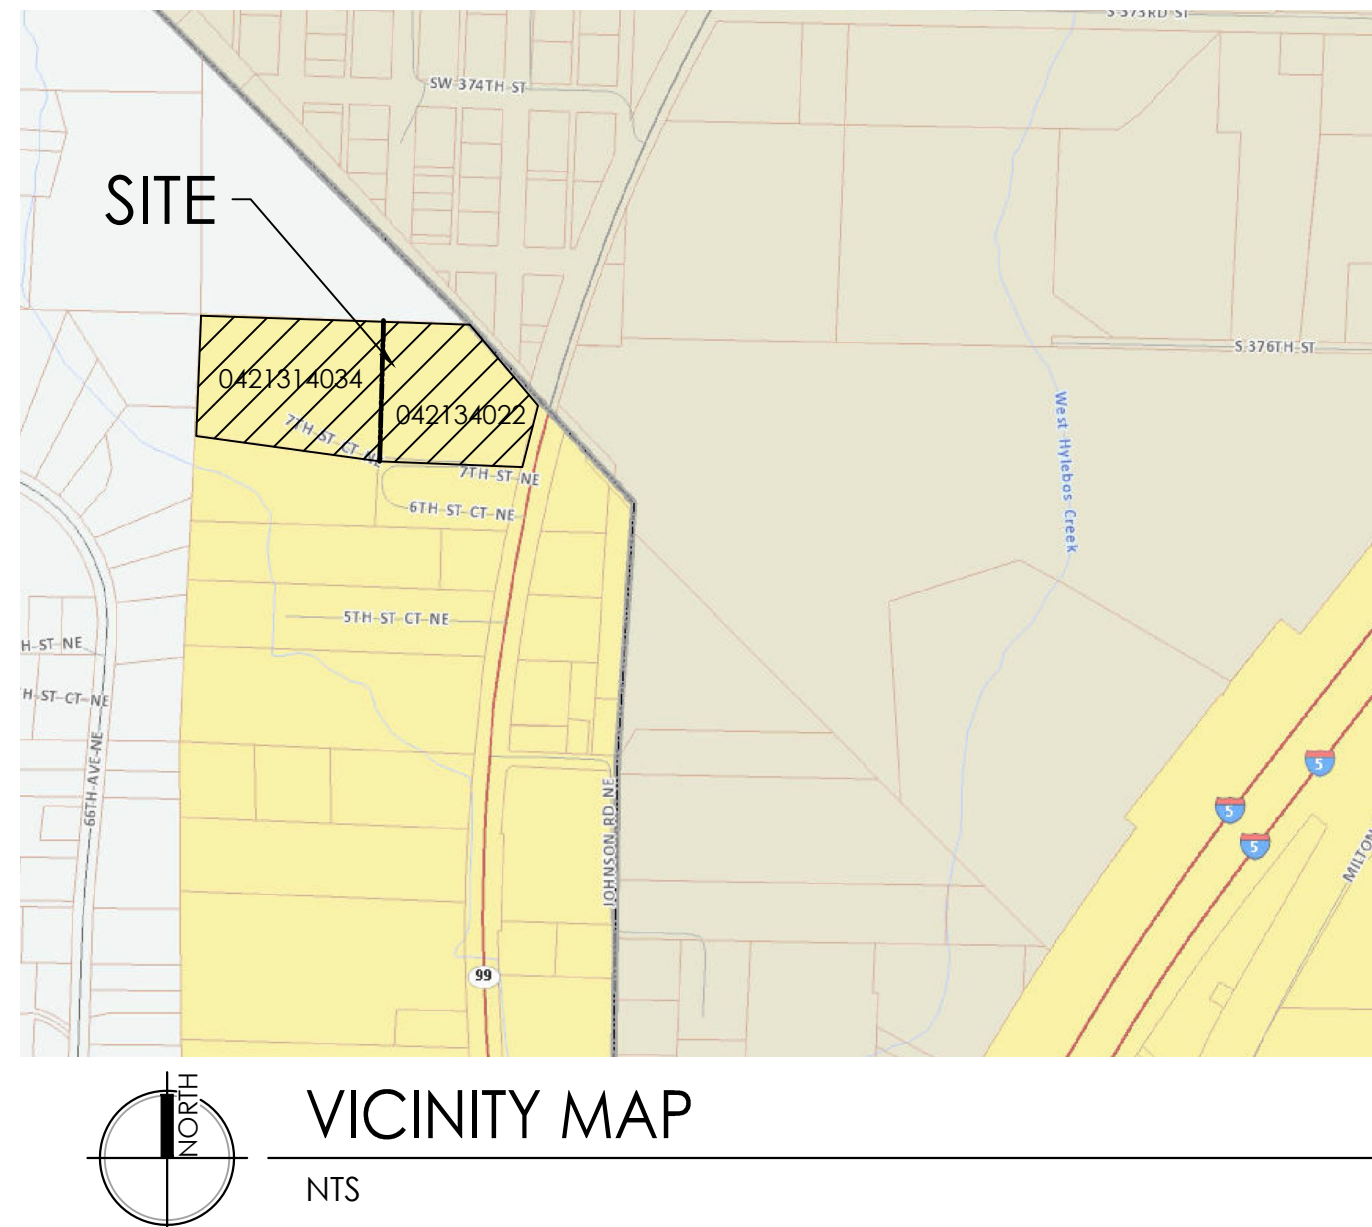 S 373RD ST
SW 374TH ST
SITE
S 376TH ST
0421314034
042134022
7TH ST CT NE
7TH ST NE
6TH ST CT NE
West Hylebos Creek
5TH ST CT NE
H ST NE
H ST CT NE
66TH AVE NE
JOHNSON RD NE
5
5
5
MILTON
99
NORTH
VICINITY MAP
NTS